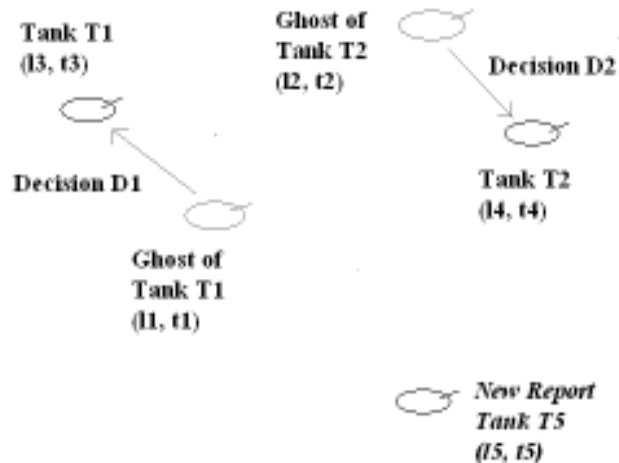 Tank T1
(l3, t3)
Ghost of
Tank T2
(l2, t2)
Decision D2
Decision D1
Tank T2
(l4, t4)
Ghost of
Tank T1
(l1, t1)
New Report
Tank T5
(l5, t5)